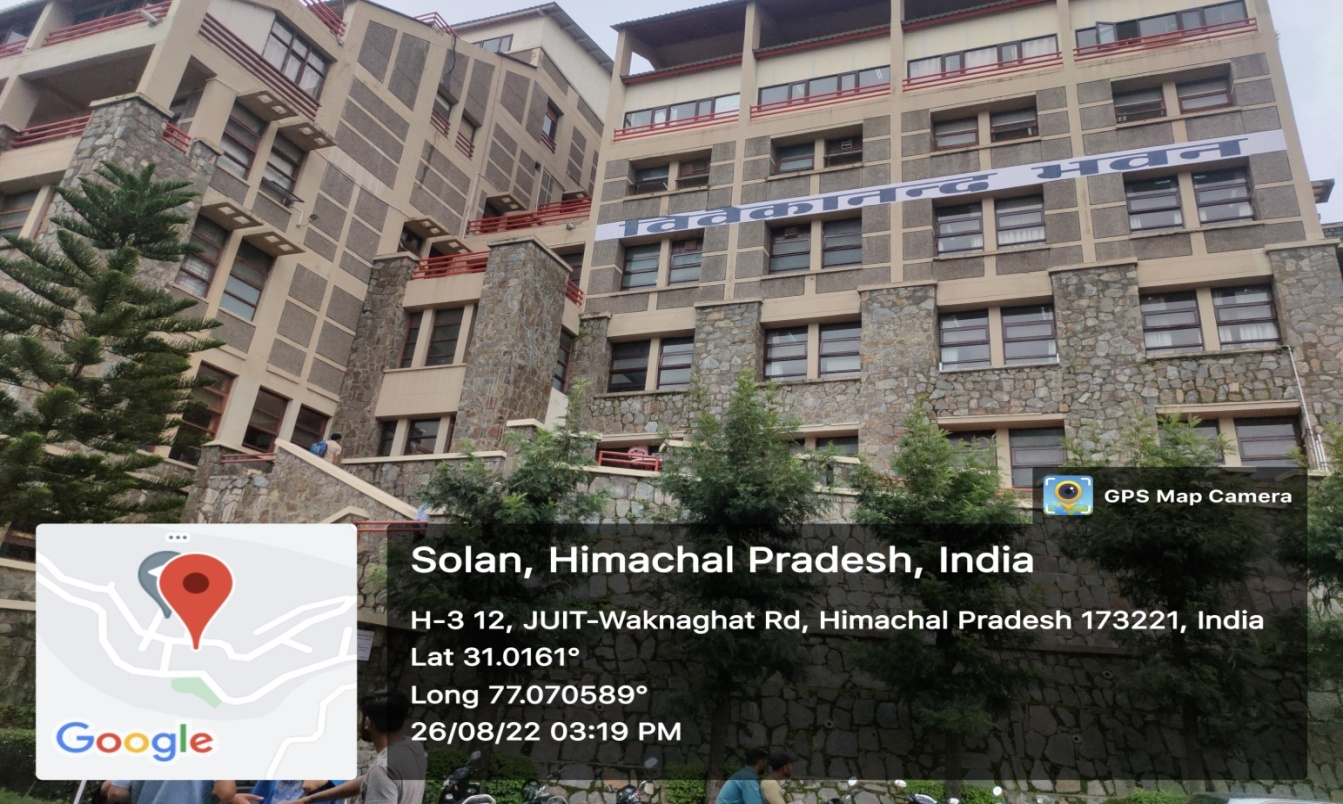 विवेकानन्द भवन
GPS Map Camera
Solan, Himachal Pradesh, India
H-3 12, JUIT-Waknaghat Rd, Himachal Pradesh 173221, India
Lat 31.0161°
Long 77.070589°
26/08/22 03:19 PM
Google